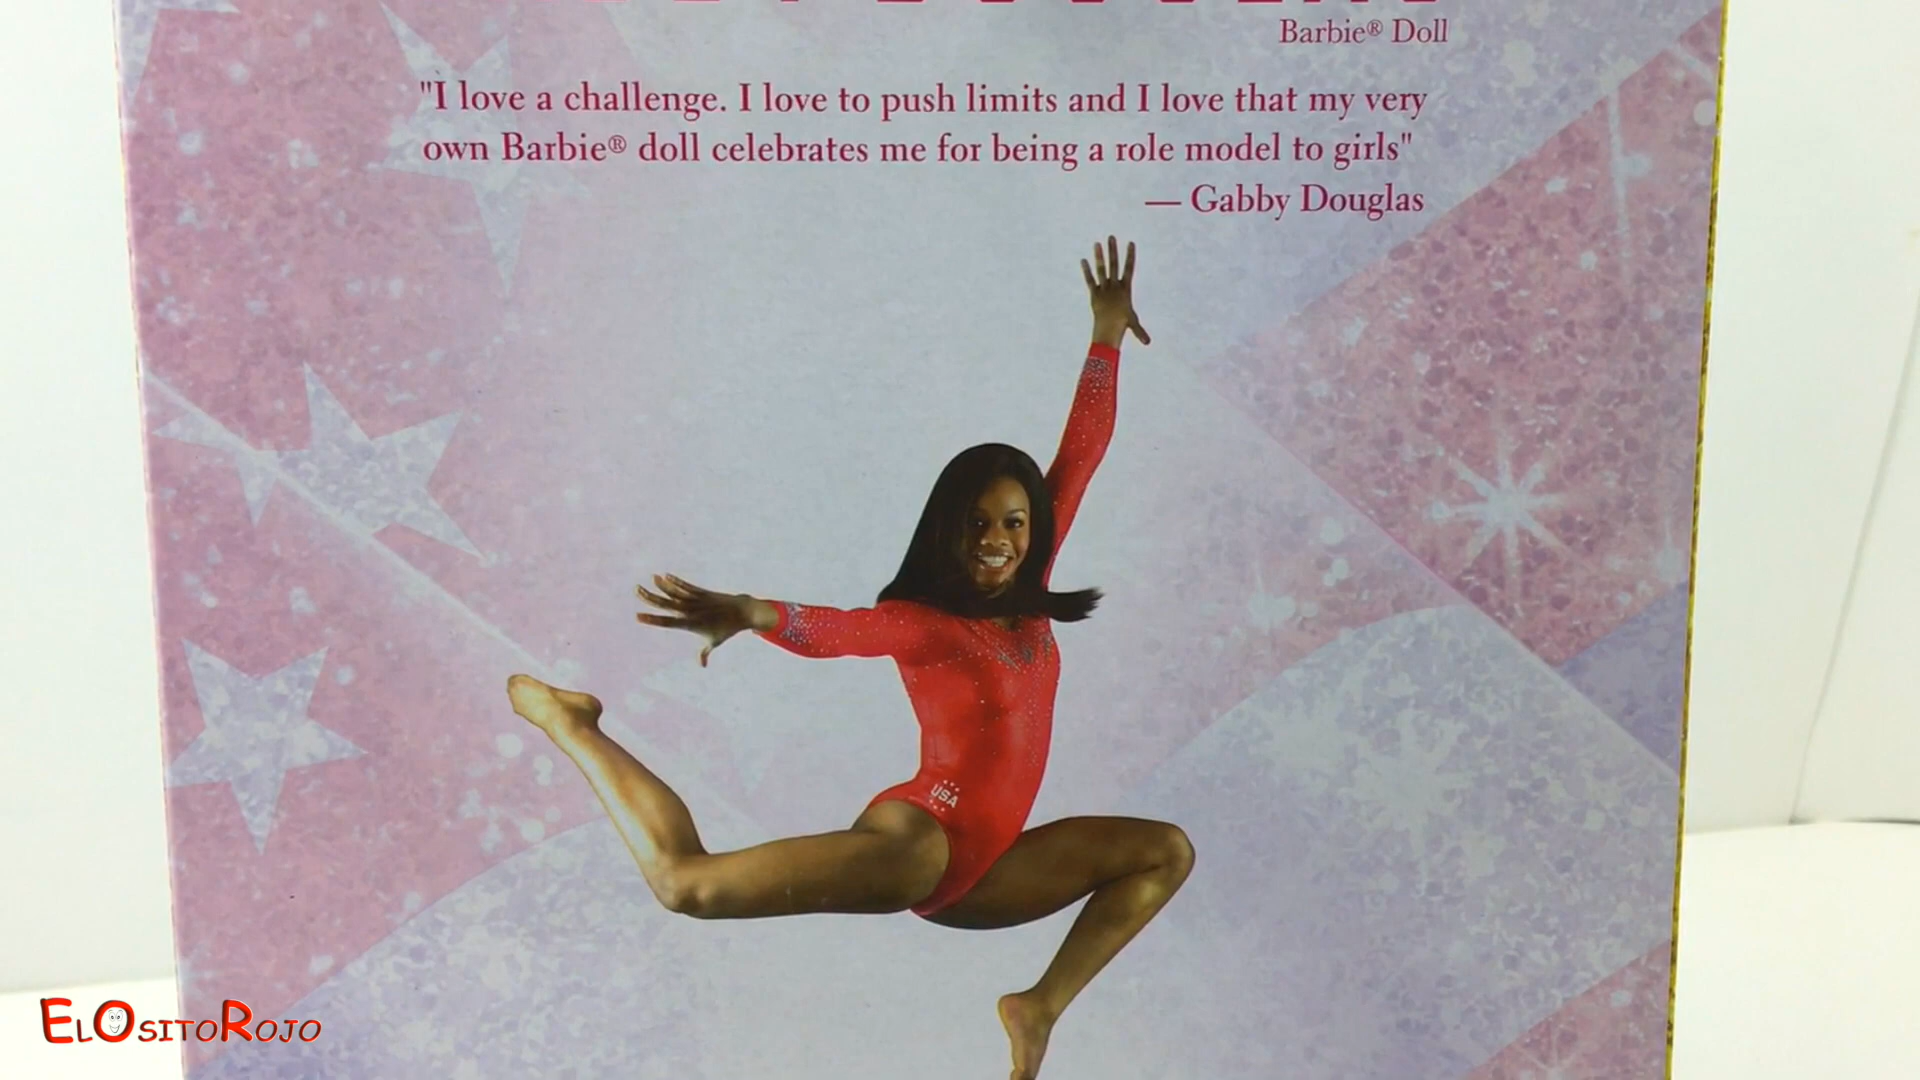 Barbie® Doll
"I love a challenge. I love to push limits and I love that my very
own Barbie® doll celebrates me for being a role model to girls"
— Gabby Douglas
USA
ElOsitoRojo